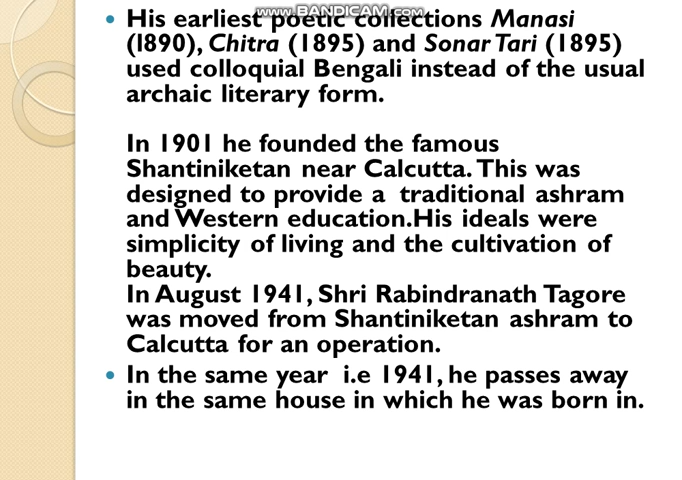 www.BANDICAM.com
His earliest poetic collections Manasi
(l890), Chitra (1895) and Sonar Tari (1895)
used colloquial Bengali instead of the usual
archaic literary form.
In 1901 he founded the famous
Shantiniketan near Calcutta. This was
designed to provide a traditional ashram
and Western education.His ideals were
simplicity of living and the cultivation of
beauty.
In August 1941, Shri Rabindranath Tagore
was moved from Shantiniketan ashram to
Calcutta for an operation.
In the same year i.e 1941, he passes away
in the same house in which he was born in.